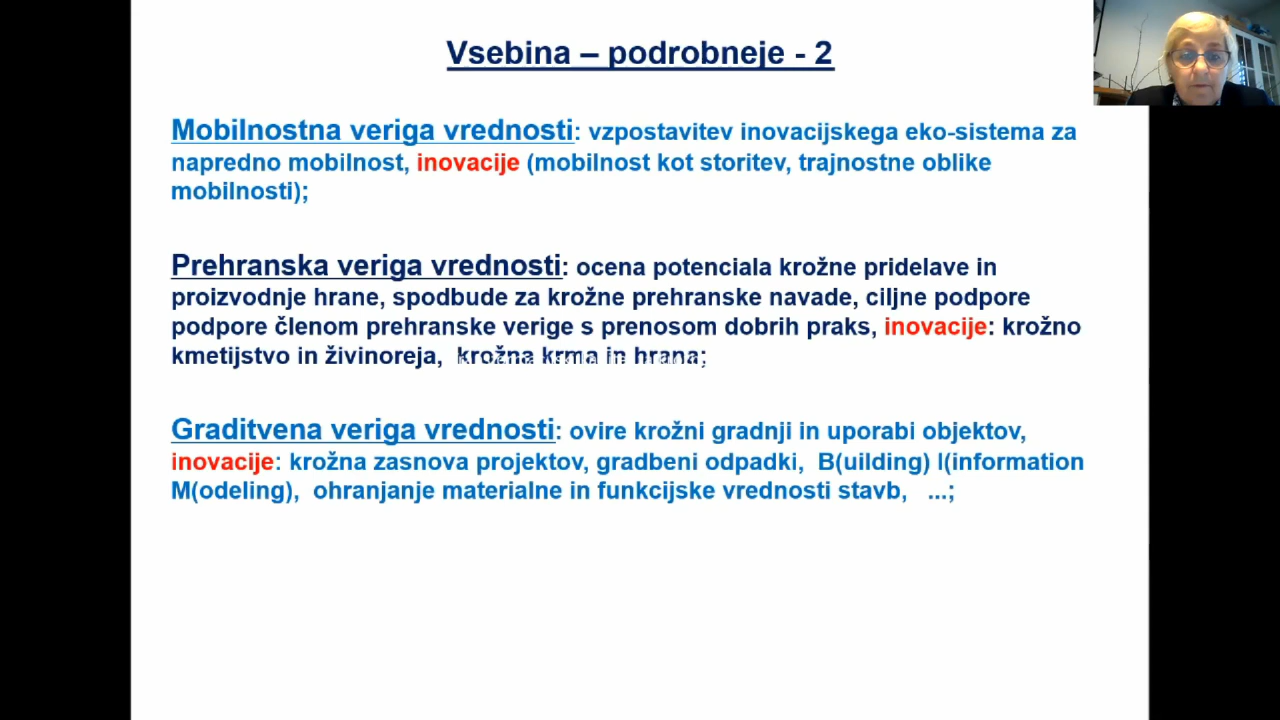 Vsebina – podrobneje - 2
Mobilnostna veriga vrednosti: vzpostavitev inovacijskega eko-sistema za
napredno mobilnost, inovacije (mobilnost kot storitev, trajnostne oblike
mobilnosti);
Prehranska veriga vrednosti: ocena potenciala krožne pridelave in
proizvodnje hrane, spodbude za krožne prehranske navade, ciljne podpore
podpore členom prehranske verige s prenosom dobrih praks, inovacije: krožno
kmetijstvo in živinoreja, krožna krma in hrana;
Graditvena veriga vrednosti: ovire krožni gradnji in uporabi objektov,
inovacije: krožna zasnova projektov, gradbeni odpadki, B(uilding) I(information
M(odeling), ohranjanje materialne in funkcijske vrednosti stavb, ...;